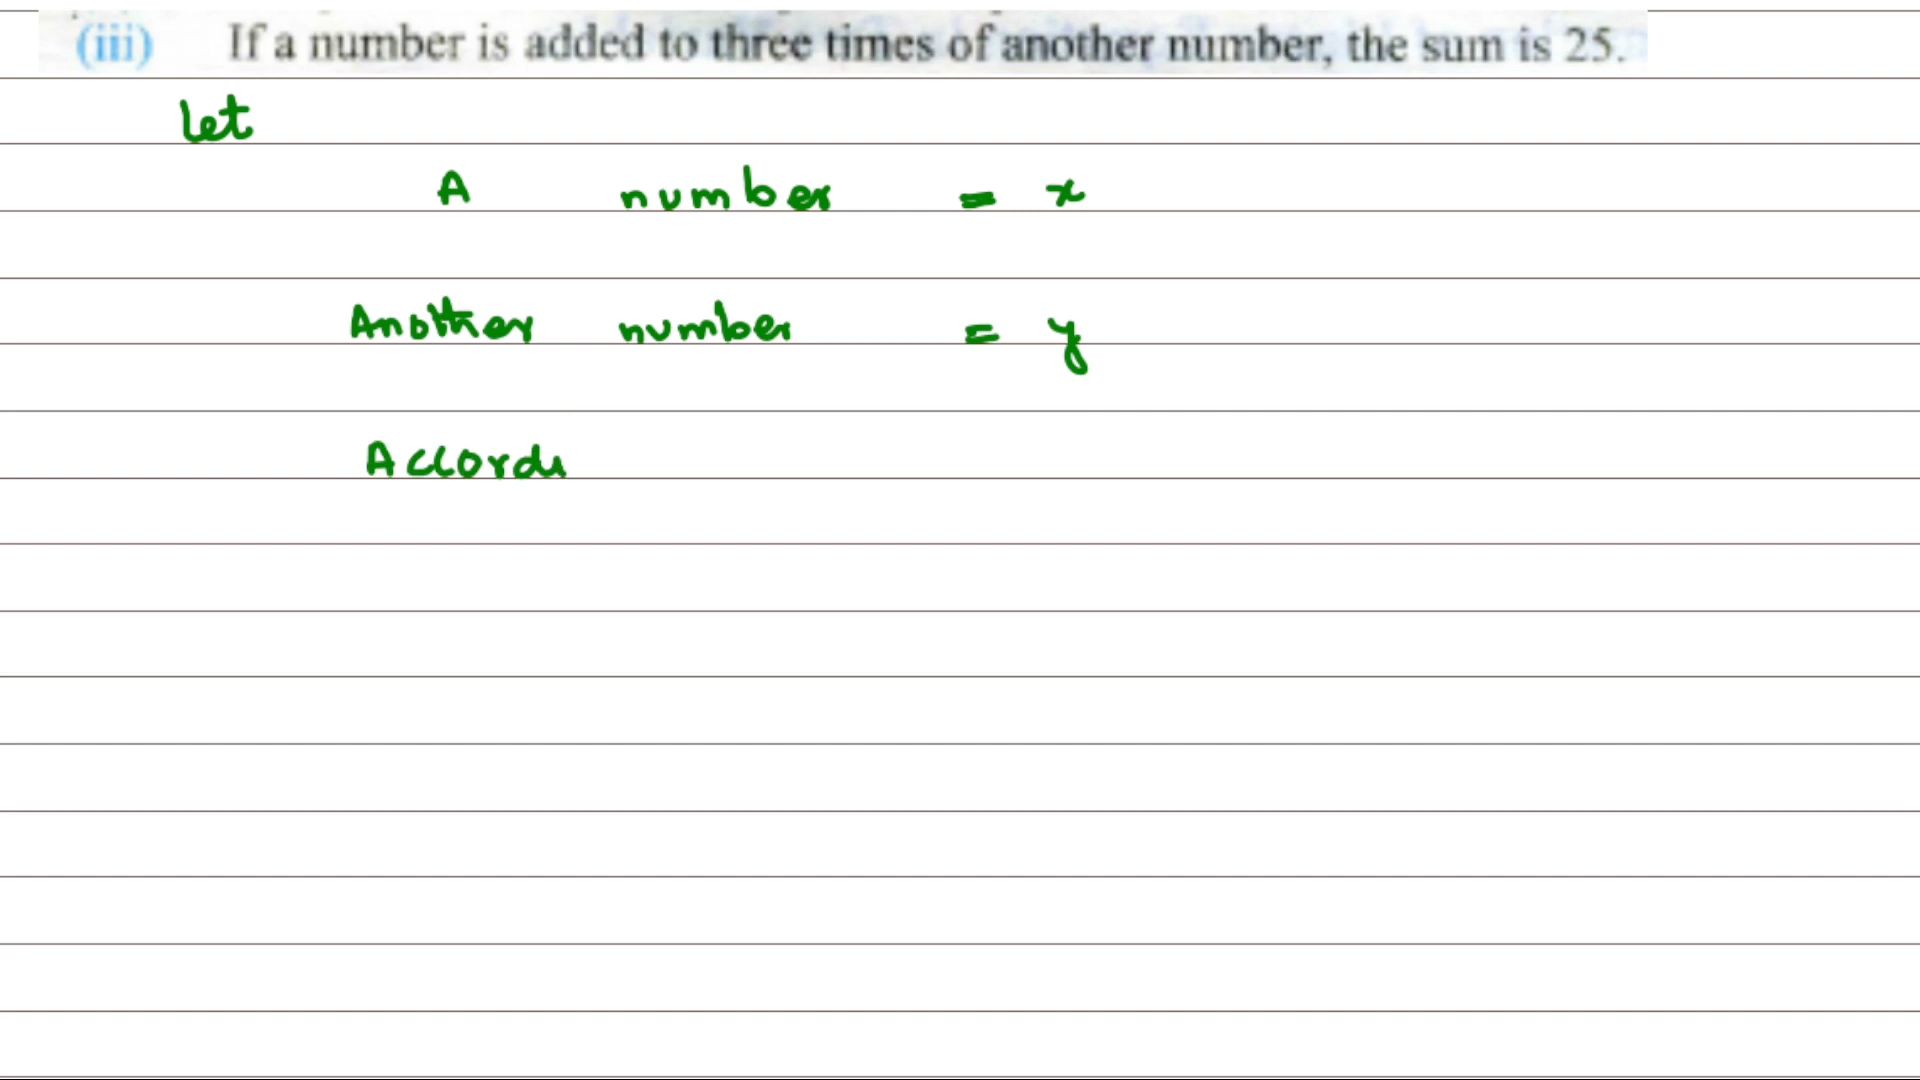 (iii) If a number is added to three times of another number, the sum is 25.
Let
A number = x
Another number = y
Accordi